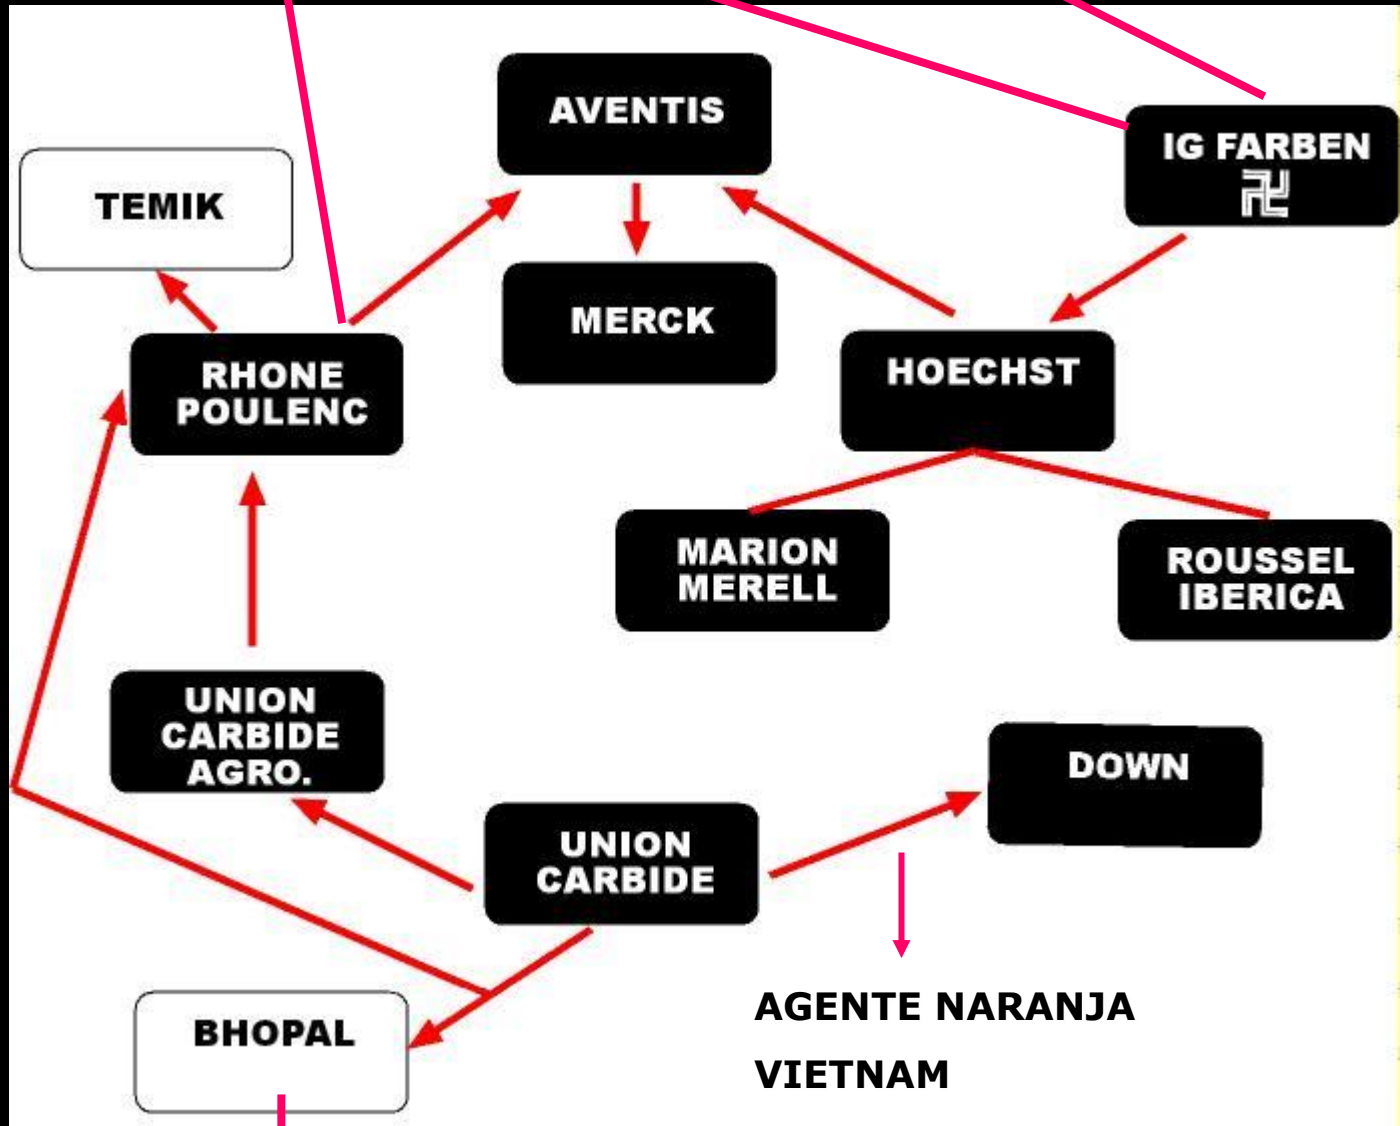 AVENTIS
IG FARBEN
TEMIK
MERCK
RHONE
POULENC
HOECHST
MARION
MERELL
ROUSSEL
IBERICA
UNION
CARBIDE
AGRO.
DOWN
UNION
CARBIDE
AGENTE NARANJA
VIETNAM
BHOPAL